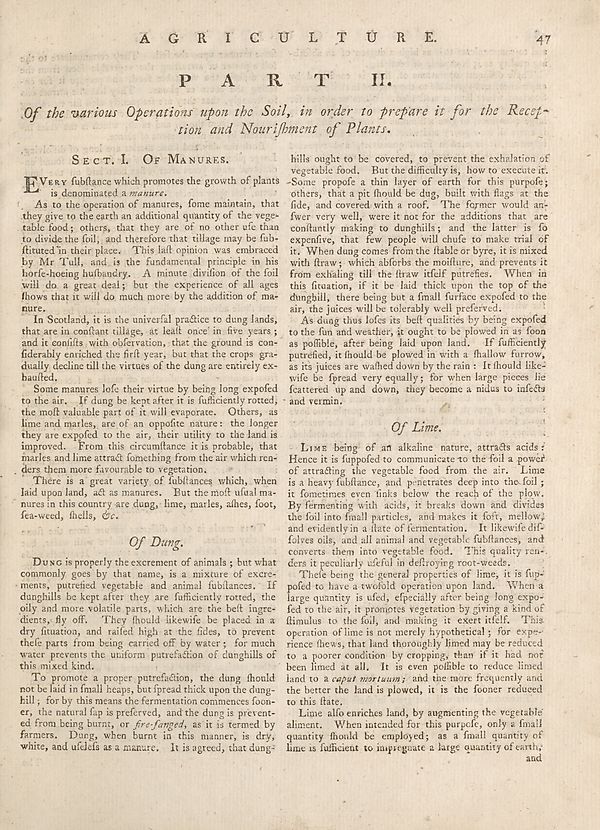 A G R I C U L T U R E.
47
P A R T II.
Of the various Operations upon the Soil, in order to prepare it for the Recep-
tion and Nouriſhment of Plants.
SECT. I. OF MANURES.
EVERY ſubſtance which promotes the growth of plants
is denominated a manure.
As to the operation of manures, ſome maintain, that
they give to the earth an additional quantity of the vege-
table food; others, that they are of no other uſe than
to divide the ſoil, and therefore that tillage may be ſub-
ſtituted in their place. This laſt opinion was embraced
by Mr Tull, and is the fundamental principle in his
horſe-hoeing huſbandry. A minute diviſion of the ſoil
will do a great deal; but the experience of all ages
ſhows that it will do much more by the addition of ma-
nure.
In Scotland, it is the univerſal practice to dung lands,
that are in conſtant tillage, at leaſt once in five years;
and it conſiſts with obſervation, that the ground is con-
ſiderably enriched the firſt year, but that the crops gra-
dually decline till the virtues of the dung are entirely ex-
hauſted.
Some manures loſe their virtue by being long expoſed
to the air. If dung be kept after it is ſufficiently rotted,
the moſt valuable part of it will evaporate. Others, as
lime and marles, are of an oppoſite nature: the longer
they are expoſed to the air, their utility to the land is
improved. From this circumſtance it is probable, that
marles and lime attract ſomething from the air which ren-
ders them more favourable to vegetation.
There is a great variety of ſubſtances which, when
laid upon land, act as manures. But the moſt uſual ma-
nures in this country are dung, lime, marles, aſhes, ſoot,
ſea-weed, ſhells, &c.
Of Dung.
DUNG is properly the excrement of animals; but what
commonly goes by that name, is a mixture of excre-
ments, putrefied vegetable and animal ſubſtances. If
dunghills be kept after they are ſufficiently rotted, the
oily and more volatile parts, which are the beſt ingre-
dients, fly off. They ſhould likewiſe be placed in a
dry ſituation, and raiſed high at the ſides, to prevent
theſe parts from being carried off by water; for much
water prevents the uniform putrefaction of dunghills of
this mixed kind.
To promote a proper putrefaction, the dung ſhould
not be laid in ſmall heaps, but ſpread thick upon the dung-
hill; for by this means the fermentation commences ſoon-
er, the natural ſap is preſerved, and the dung is prevent-
ed from being burnt, or fire-fanged, as it is termed by
farmers. Dung, when burnt in this manner, is dry,
white, and uſeleſs as a manure. It is agreed, that dung-
hills ought to be covered, to prevent the exhalation of
vegetable food. But the difficulty is, how to execute it.
Some propoſe a thin layer of earth for this purpoſe;
others, that a pit ſhould be dug, built with flags at the
ſide, and covered with a roof. The former would an-
ſwer very well, were it not for the additions that are
conſtantly making to dunghills; and the latter is ſo
expenſive, that few people will chuſe to make trial of
it. When dung comes from the ſtable or byre, it is mixed
with ſtraw; which abſorbs the moiſture, and prevents it
from exhaling till the ſtraw itſelf putrefies. When in
this ſituation, if it be laid thick upon the top of the
dunghill, there being but a ſmall ſurface expoſed to the
air, the juices will be tolerably well preſerved.
As dung thus loſes its beſt qualities by being expoſed
to the ſun and weather, it ought to be plowed in as ſoon
as poſſible, after being laid upon land. If ſufficiently
putrefied, it ſhould be plowed in with a ſhallow furrow,
as its juices are waſhed down by the rain: It ſhould like-
wiſe be ſpread very equally; for when large pieces lie
ſcattered up and down, they become a nidus to inſects
and vermin.
Of Lime.
LIME being of an alkaline nature, attracts acids:
Hence it is ſuppoſed to communicate to the ſoil a power
of attracting the vegetable food from the air. Lime
is a heavy ſubſtance, and penetrates deep into the ſoil;
it ſometimes even ſinks below the reach of the plow.
By fermenting with acids, it breaks down and divides
the ſoil into ſmall particles, and makes it ſoft, mellow,
and evidently in a ſtate of fermentation. It likewiſe diſ-
ſolves oils, and all animal and vegetable ſubſtances, and
converts them into vegetable food. This quality ren-
ders it peculiarly uſeful in deſtroying root-weeds.
Theſe being the general properties of lime, it is ſup-
poſed to have a twofold operation upon land. When a
large quantity is uſed, eſpecially after being long expo-
ſed to the air, it promotes vegetation by giving a kind of
ſtimulus to the ſoil, and making it exert itſelf. This
operation of lime is not merely hypothetical; for expe-
rience ſhews, that land thoroughly limed may be reduced
to a poorer condition by cropping, than if it had not
been limed at all. It is even poſſible to reduce limed
land to a caput mortuum; and the more frequently and
the better the land is plowed, it is the ſooner reduced
to this ſtate.
Lime alſo enriches land, by augmenting the vegetable
aliment. When intended for this purpoſe, only a ſmall
quantity ſhould be employed; as a ſmall quantity of
lime is ſufficient to impregnate a large quantity of earth,
and